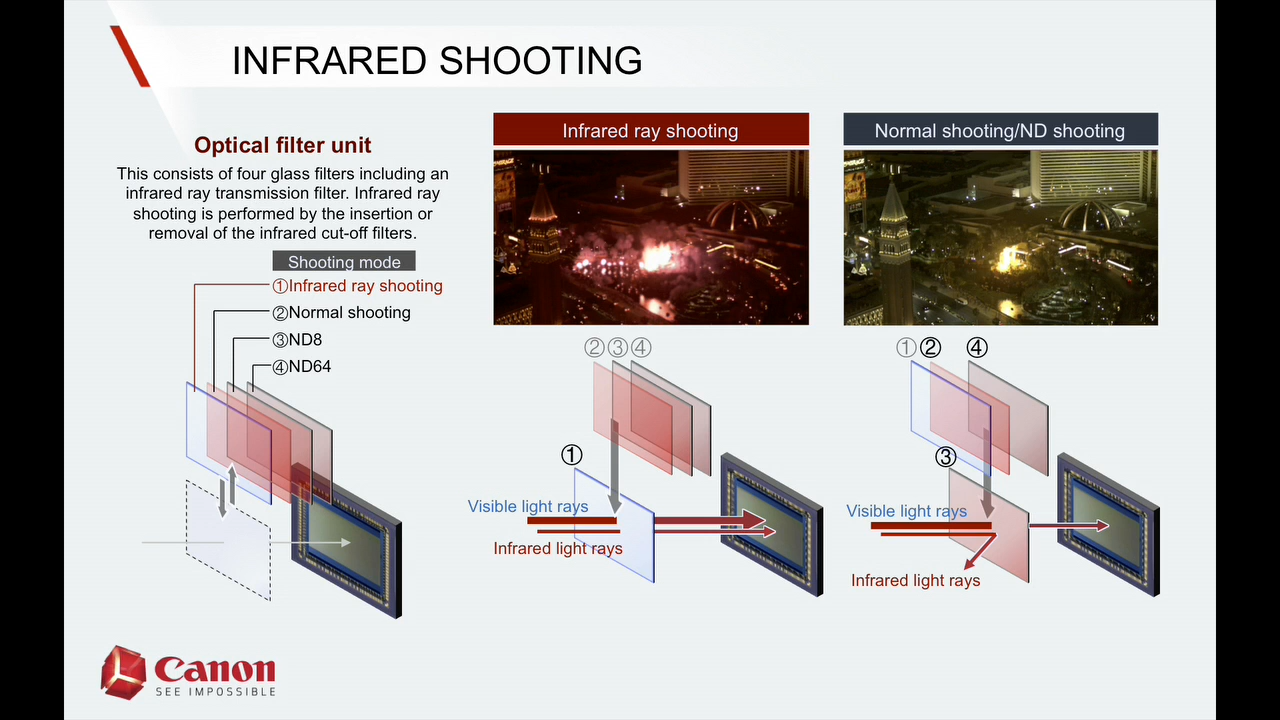 INFRARED SHOOTING
Optical filter unit
This consists of four glass filters including an
infrared ray transmission filter. Infrared ray
shooting is performed by the insertion or
removal of the infrared cut-off filters.
Shooting mode
①Infrared ray shooting
②Normal shooting
③ND8
④ND64
Infrared ray shooting
②③④
①
Visible light rays
Infrared light rays
Normal shooting/ND shooting
①② ④
③
Visible light rays
Infrared light rays
Canon
SEE IMPOSSIBLE